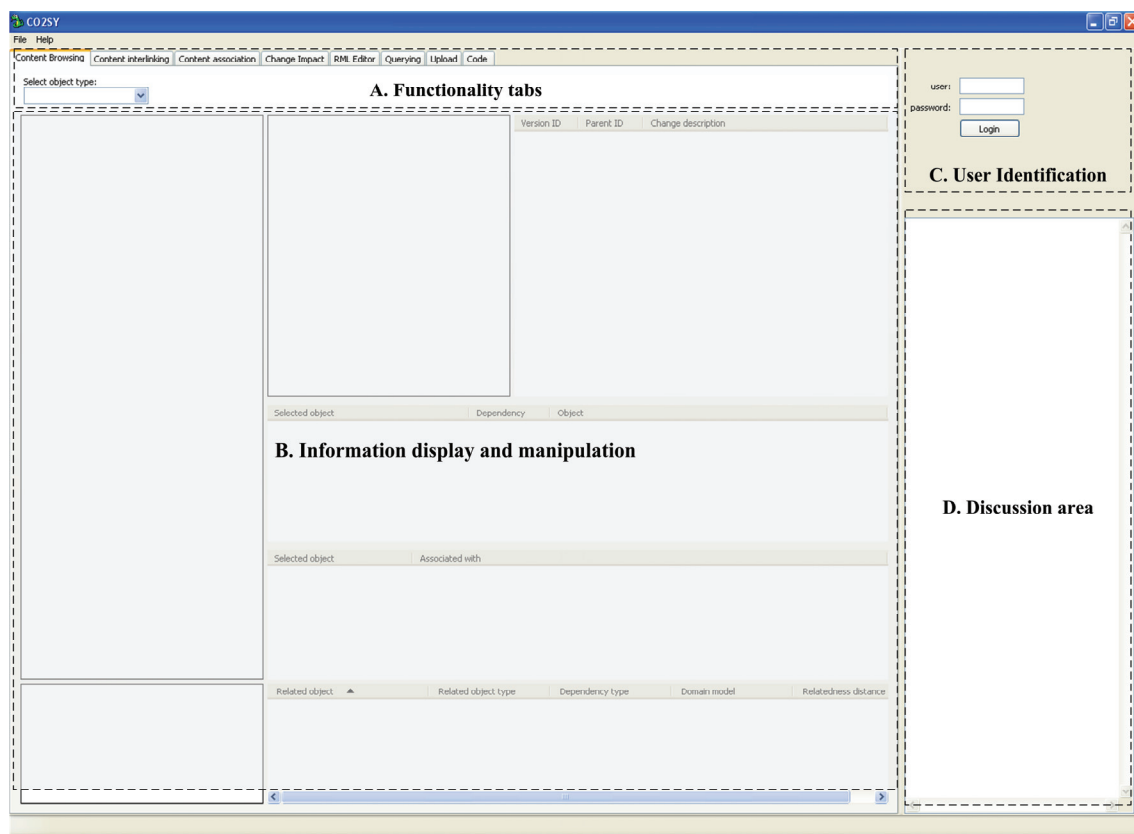 CO2SY
File Help
Content Browsing Content interlinking Content association Change Impact RML Editor Querying Upload Code
Select object type:
A. Functionality tabs
user:
password:
Login
C. User Identification
Version ID Parent ID Change description
Selected object Dependency Object
B. Information display and manipulation
D. Discussion area
Selected object Associated with
Related object Related object type Dependency type Domain model Relatedness distance